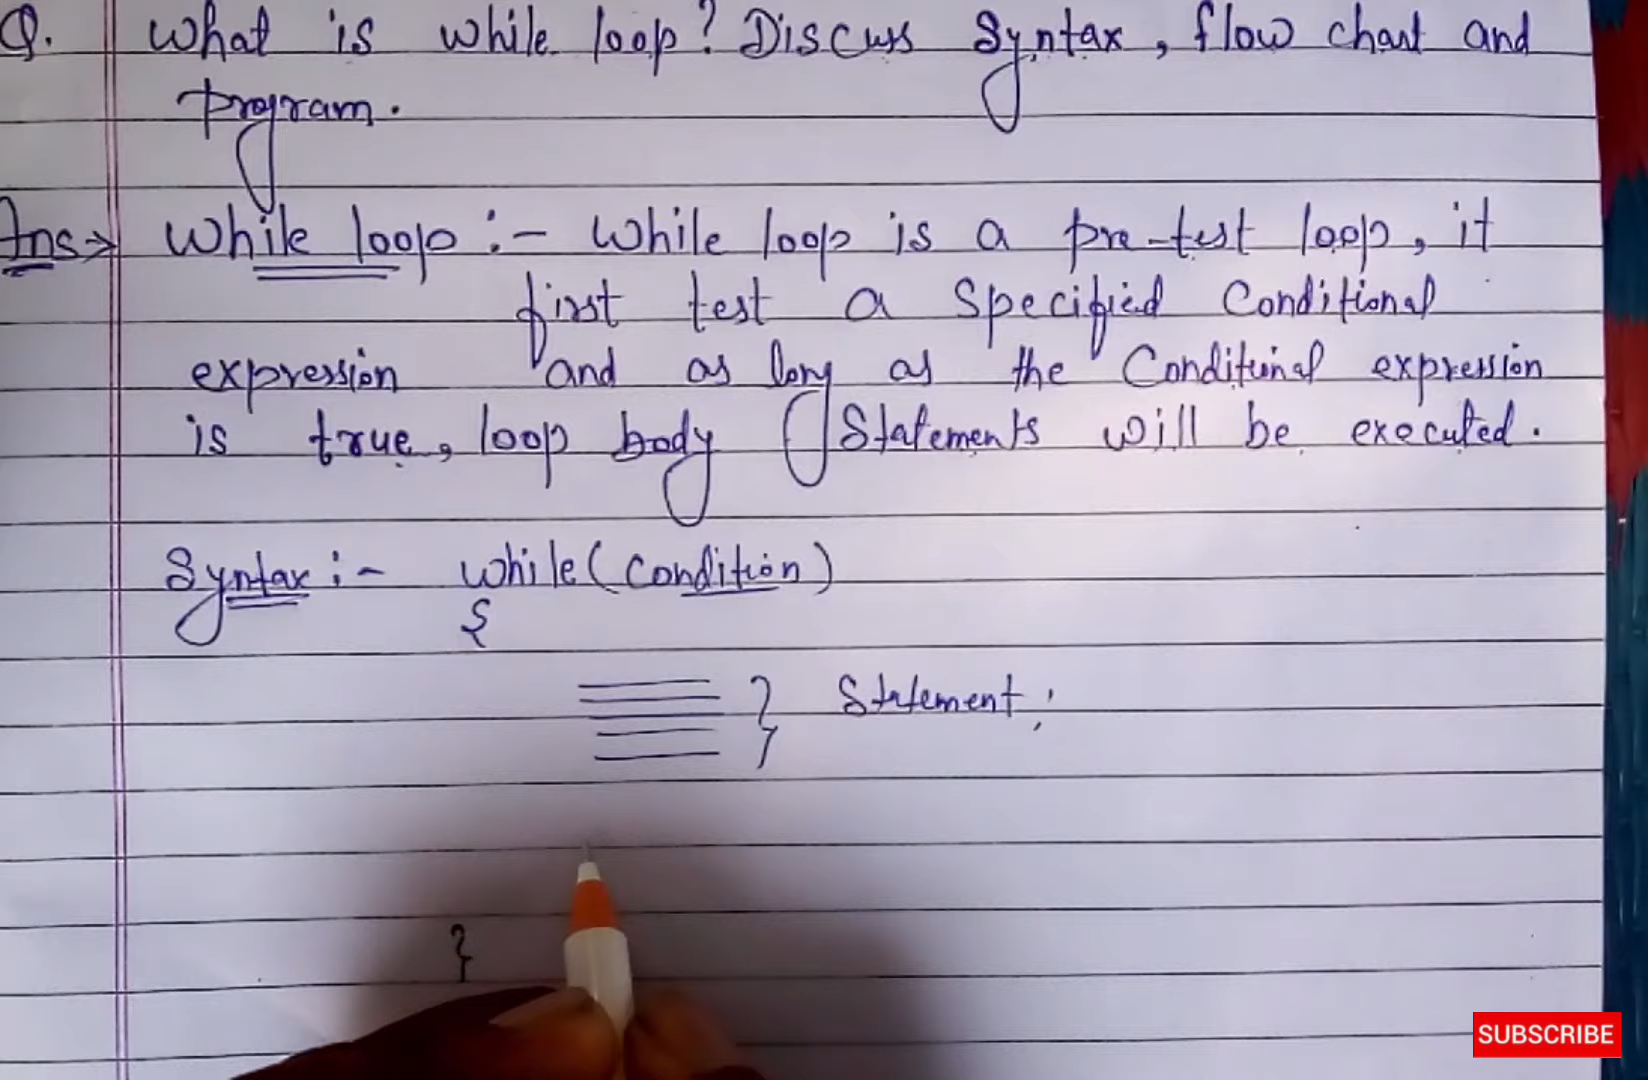 Q. What is while loop? Discuss Syntax, flow chart and
program.
Ans⇒ While loop :- While loop is a pre-test loop, it
first test a specified Conditional
expression and as long as the Conditional expression
is true, loop body Statements will be executed.
Syntax :- while(Condition)
{
} Statement;
}
SUBSCRIBE